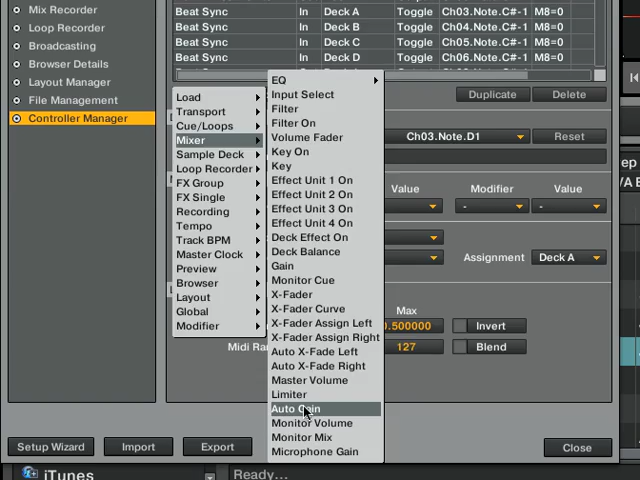 Mix Recorder
Loop Recorder
Broadcasting
Browser Details
Layout Manager
File Management
Controller Manager
Beat Sync In Deck A Toggle Ch03.Note.C#-1 M8=0
Beat Sync In Deck B Toggle Ch04.Note.C#-1 M8=0
Beat Sync In Deck C Toggle Ch05.Note.C#-1 M8=0
Beat Sync In Deck D Toggle Ch06.Note.C#-1 M8=0
Duplicate Delete
Ch03.Note.D1 Reset
Value Modifier Value
- -
Assignment Deck A
Max
0.500000 Invert
Midi Ran 127 Blend
Load
Transport
Cue/Loops
Mixer
Sample Deck
Loop Recorder
FX Group
FX Single
Recording
Tempo
Track BPM
Master Clock
Preview
Browser
Layout
Global
Modifier
EQ
Input Select
Filter
Filter On
Volume Fader
Key On
Key
Effect Unit 1 On
Effect Unit 2 On
Effect Unit 3 On
Effect Unit 4 On
Deck Effect On
Deck Balance
Gain
Monitor Cue
X-Fader
X-Fader Curve
X-Fader Assign Left
X-Fader Assign Right
Auto X-Fade Left
Auto X-Fade Right
Master Volume
Limiter
Auto Gain
Monitor Volume
Monitor Mix
Microphone Gain
Setup Wizard Import Export Close
iTunes Ready...